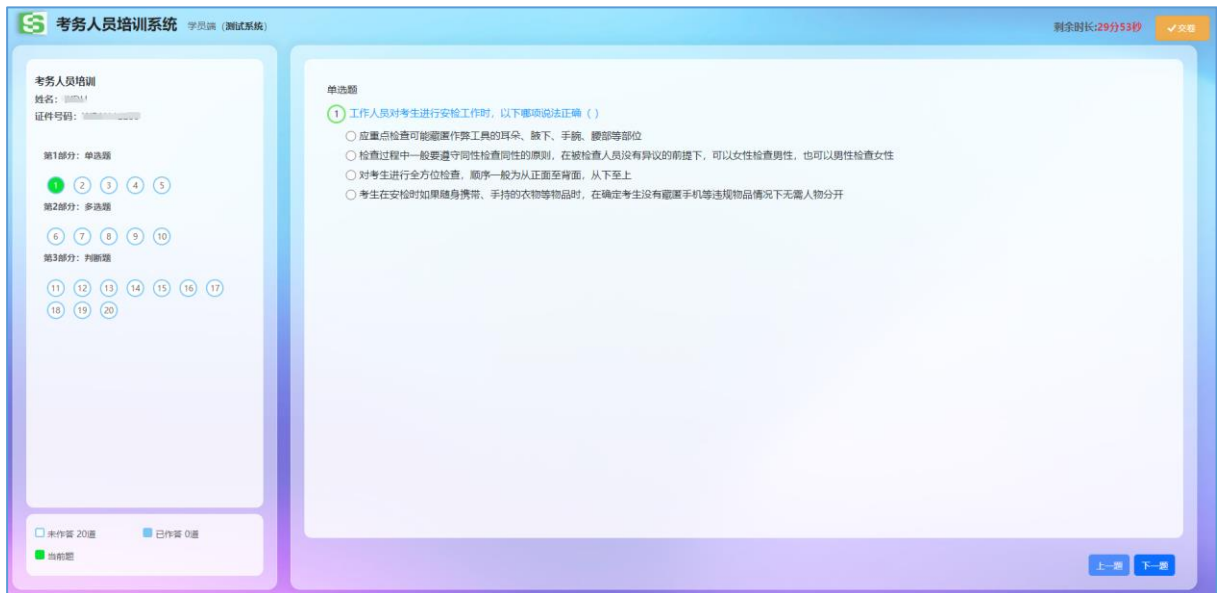 考务人员培训系统 学员端 (测试系统)
剩余时长:29分53秒
✓交卷
考务人员培训
姓名:
证件号码:
第1部分: 单选题
1 2 3 4 5
第2部分: 多选题
6 7 8 9 10
第3部分: 判断题
11 12 13 14 15 16 17
18 19 20
未作答 20道 已作答 0道
当前题
单选题
1 工作人员对考生进行安检工作时, 以下哪项说法正确 ( )
应重点检查可能藏匿作弊工具的耳朵、腋下、手腕、腰部等部位
检查过程中一般要遵守同性检查同性的原则, 在被检查人员没有异议的前提下, 可以女性检查男性, 也可以男性检查女性
对考生进行全方位检查, 顺序一般为从正面至背面, 从下至上
考生在安检时如果随身携带、手持的衣物等物品时, 在确定考生没有藏匿手机等违规物品情况下无需人物分开
上一题 下一题